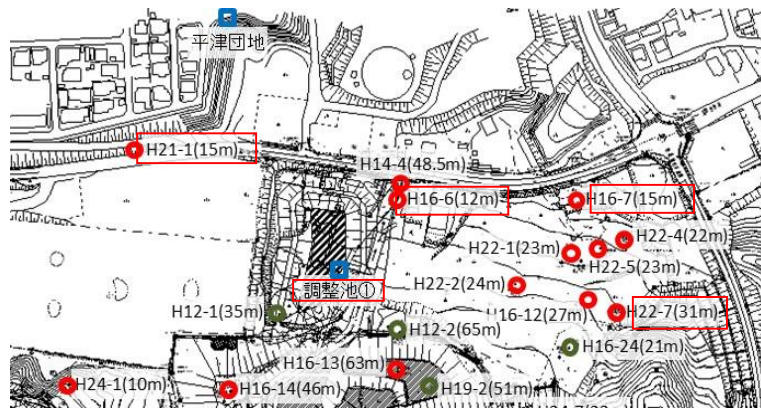 平津団地
H21-1(15m)
H14-4(48.5m)
H16-6(12m)
H16-7(15m)
H22-4(22m)
H22-1(23m)
H22-5(23m)
調整池①
H22-2(24m)
H12-1(35m)
H16-12(27m)
H22-7(31m)
H12-2(65m)
H16-24(21m)
H16-13(63m)
H24-1(10m)
H16-14(46m)
H19-2(51m)